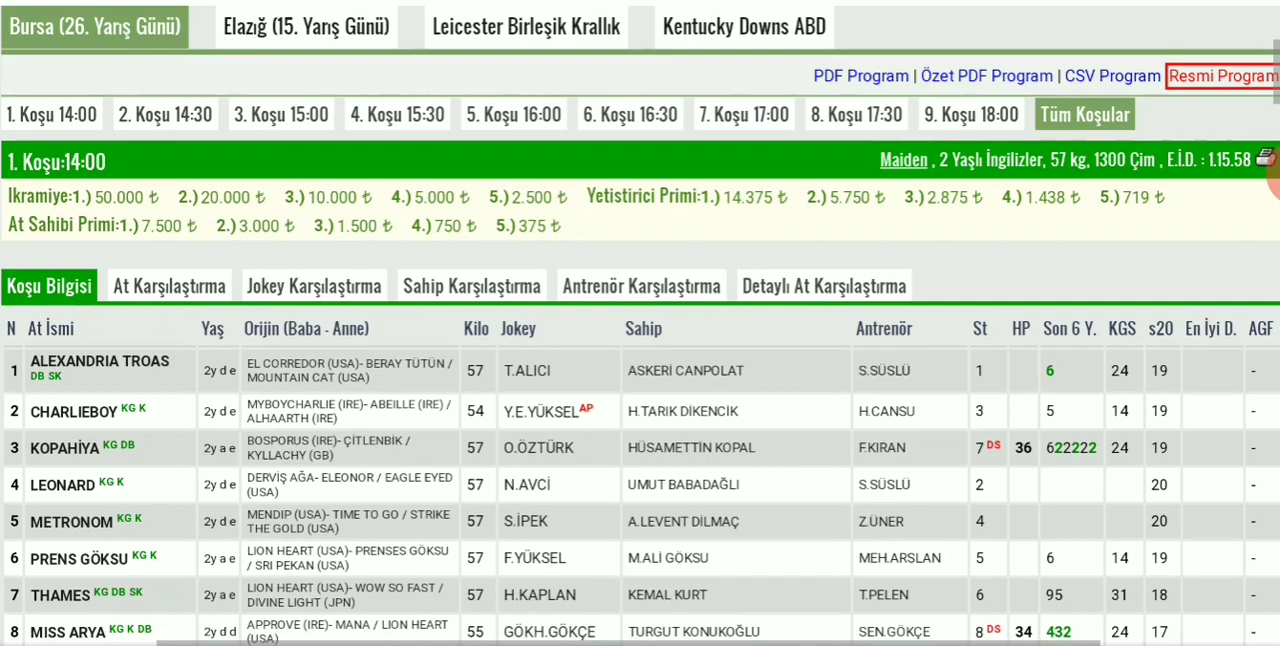 Bursa (26. Yarış Günü) Elazığ (15. Yarış Günü) Leicester Birleşik Krallık Kentucky Downs ABD
PDF Program | Özet PDF Program | CSV Program Resmi Program
1. Koşu 14:00 2. Koşu 14:30 3. Koşu 15:00 4. Koşu 15:30 5. Koşu 16:00 6. Koşu 16:30 7. Koşu 17:00 8. Koşu 17:30 9. Koşu 18:00 Tüm Koşular
1. Koşu:14:00 Maiden , 2 Yaşlı İngilizler, 57 kg, 1300 Çim , E.İ.D. : 1.15.58
Ikramiye:1.) 50.000 ₺ 2.) 20.000 ₺ 3.) 10.000 ₺ 4.) 5.000 ₺ 5.) 2.500 ₺ Yetistirici Primi:1.) 14.375 ₺ 2.) 5.750 ₺ 3.) 2.875 ₺ 4.) 1.438 ₺ 5.) 719 ₺
At Sahibi Primi:1.) 7.500 ₺ 2.) 3.000 ₺ 3.) 1.500 ₺ 4.) 750 ₺ 5.) 375 ₺
Koşu Bilgisi At Karşılaştırma Jokey Karşılaştırma Sahip Karşılaştırma Antrenör Karşılaştırma Detaylı At Karşılaştırma
N At İsmi Yaş Orijin (Baba - Anne) Kilo Jokey Sahip Antrenör St HP Son 6 Y. KGS s20 En İyi D. AGF
1 ALEXANDRIA TROAS DB SK 2y d e EL CORREDOR (USA)- BERAY TÜTÜN / MOUNTAIN CAT (USA) 57 T.ALICI ASKERİ CANPOLAT S.SÜSLÜ 1 6 24 19 -
2 CHARLIEBOY KG K 2y d e MYBOYCHARLIE (IRE)- ABEILLE (IRE) / ALHAARTH (IRE) 54 Y.E.YÜKSEL AP H.TARIK DİKENCİK H.CANSU 3 5 14 19 -
3 KOPAHİYA KG DB 2y a e BOSPORUS (IRE)- ÇİTLENBİK / KYLLACHY (GB) 57 O.ÖZTÜRK HÜSAMETTİN KOPAL F.KIRAN 7 DS 36 622222 24 19 -
4 LEONARD KG K 2y d e DERVİŞ AĞA- ELEONOR / EAGLE EYED (USA) 57 N.AVCİ UMUT BABADAĞLI S.SÜSLÜ 2 20 -
5 METRONOM KG K 2y d e MENDIP (USA)- TIME TO GO / STRIKE THE GOLD (USA) 57 S.İPEK A.LEVENT DİLMAÇ Z.ÜNER 4 20 -
6 PRENS GÖKSU KG K 2y a e LION HEART (USA)- PRENSES GÖKSU / SRI PEKAN (USA) 57 F.YÜKSEL M.ALİ GÖKSU MEH.ARSLAN 5 6 14 19 -
7 THAMES KG DB SK 2y a e LION HEART (USA)- WOW SO FAST / DIVINE LIGHT (JPN) 57 H.KAPLAN KEMAL KURT T.PELEN 6 95 31 18 -
8 MISS ARYA KG K DB 2y d d APPROVE (IRE)- MANA / LION HEART (USA) 55 GÖKH.GÖKÇE TURGUT KONUKOĞLU SEN.GÖKÇE 8 DS 34 432 24 17 -